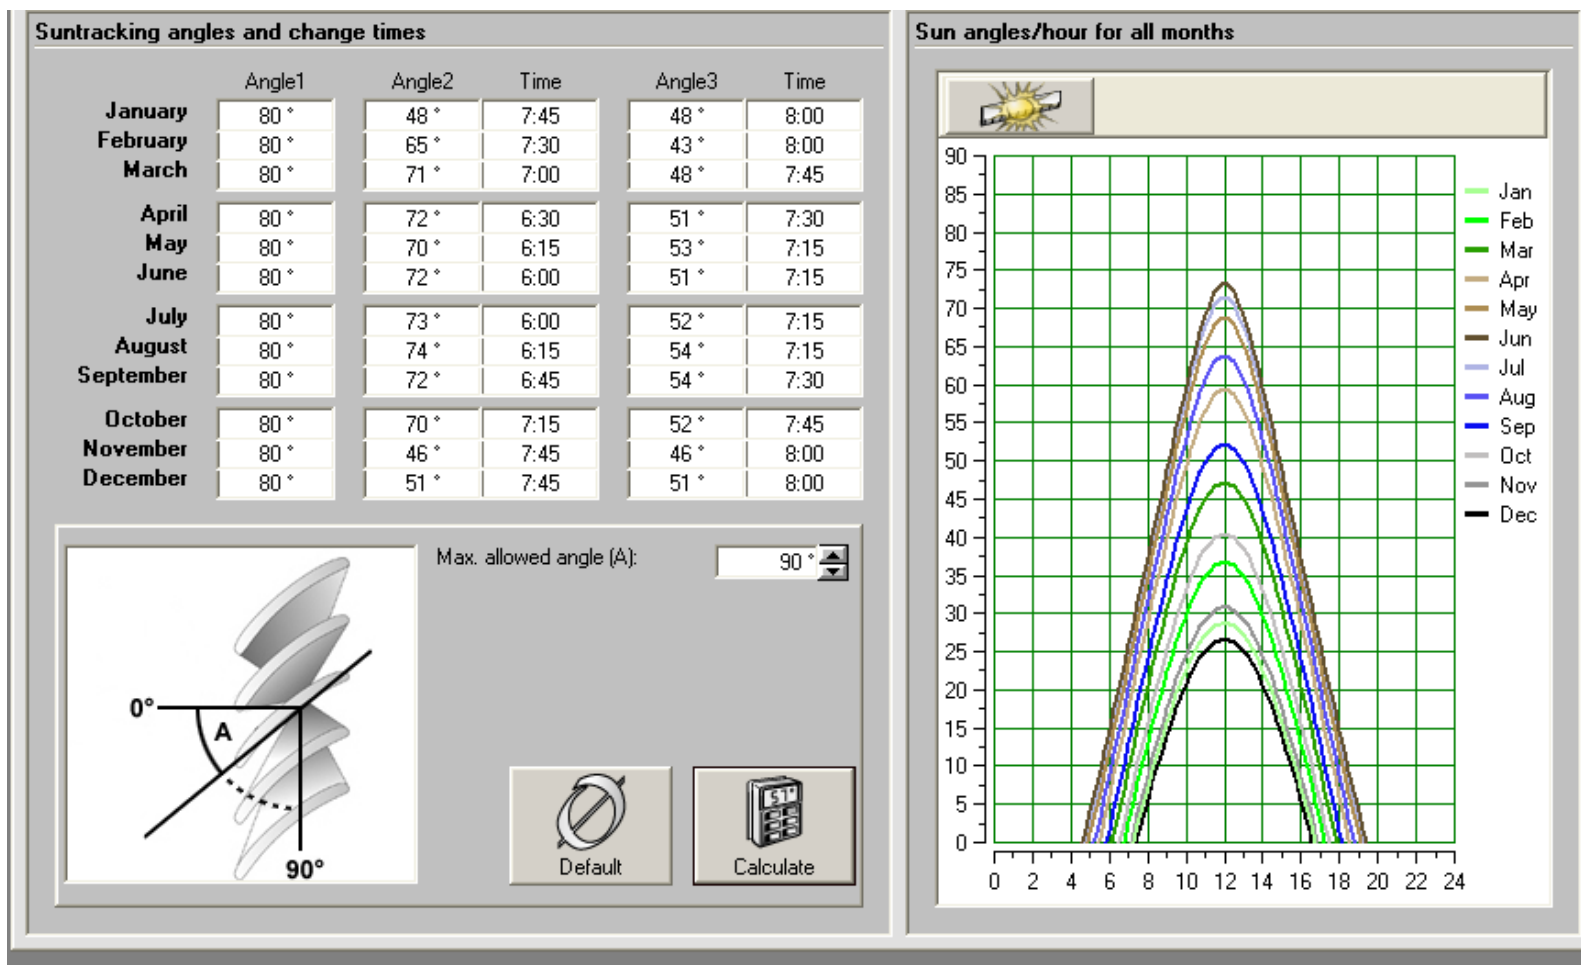 Suntracking angles and change times
Angle1 Angle2 Time Angle3 Time
January 80 ° 48 ° 7:45 48 ° 8:00
February 80 ° 65 ° 7:30 43 ° 8:00
March 80 ° 71 ° 7:00 48 ° 7:45
April 80 ° 72 ° 6:30 51 ° 7:30
May 80 ° 70 ° 6:15 53 ° 7:15
June 80 ° 72 ° 6:00 51 ° 7:15
July 80 ° 73 ° 6:00 52 ° 7:15
August 80 ° 74 ° 6:15 54 ° 7:15
September 80 ° 72 ° 6:45 54 ° 7:30
October 80 ° 70 ° 7:15 52 ° 7:45
November 80 ° 46 ° 7:45 46 ° 8:00
December 80 ° 51 ° 7:45 51 ° 8:00
Max. allowed angle (A): 90 °
0°
A
90°
57°
Default
Calculate
Sun angles/hour for all months
90
85
80
75
70
65
60
55
50
45
40
35
30
25
20
15
10
5
0
0 2 4 6 8 10 12 14 16 18 20 22 24
Jan
Feb
Mar
Apr
May
Jun
Jul
Aug
Sep
Oct
Nov
Dec